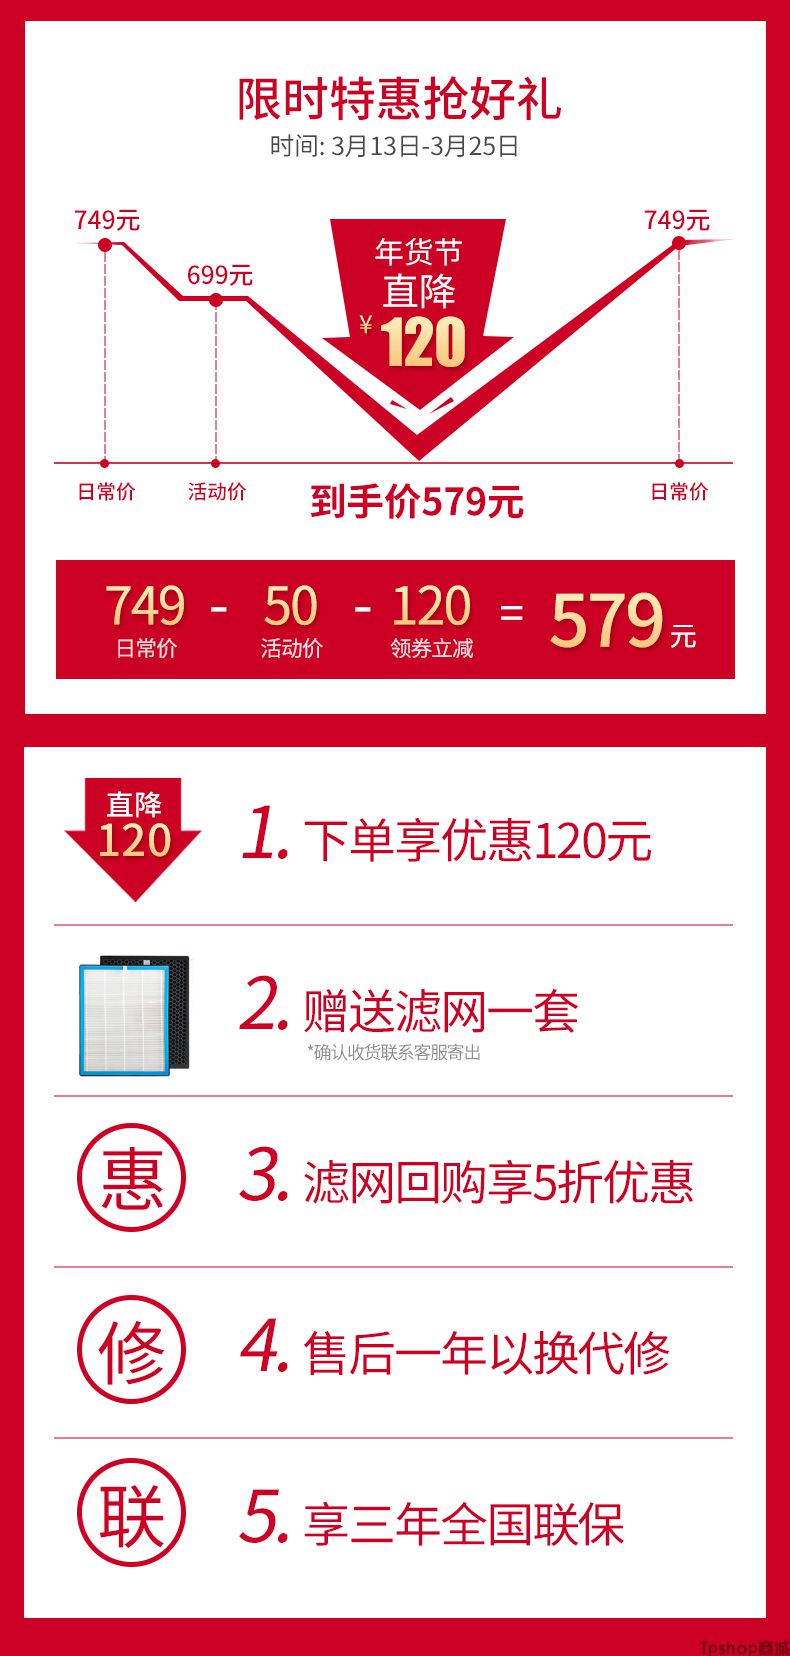 限时特惠抢好礼
时间: 3月13日-3月25日
749元
749元
699元
年货节
直降
¥120
日常价
活动价
到手价579元
日常价
749 - 50 - 120 = 579元
日常价
活动价
领券立减
直降
120
1. 下单享优惠120元
2. 赠送滤网一套
*确认收货联系客服寄出
惠
3. 滤网回购享5折优惠
修
4. 售后一年以换代修
联
5. 享三年全国联保
Tpshop商城